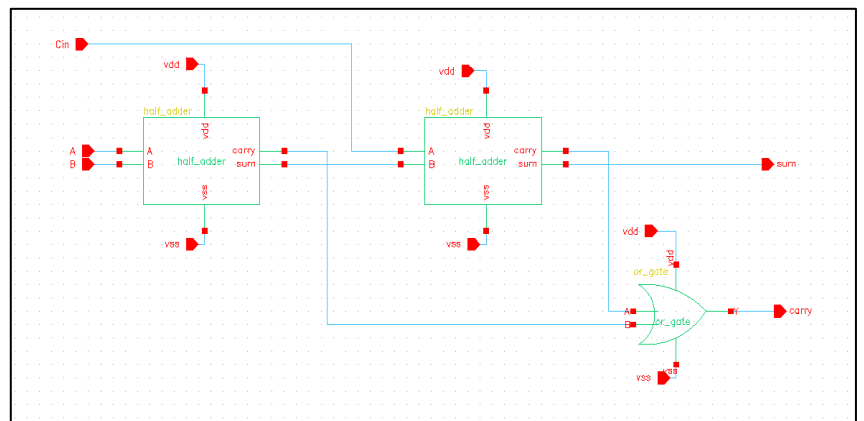 Cin
vdd
vdd
half_adder
half_adder
vdd
vdd
A
A
carry
A
carry
B
B
half_adder
sum
B
half_adder
sum
sum
vss
vss
vss
vss
vdd
vdd
or_gate
A
Y
carry
B
or_gate
vss
vss